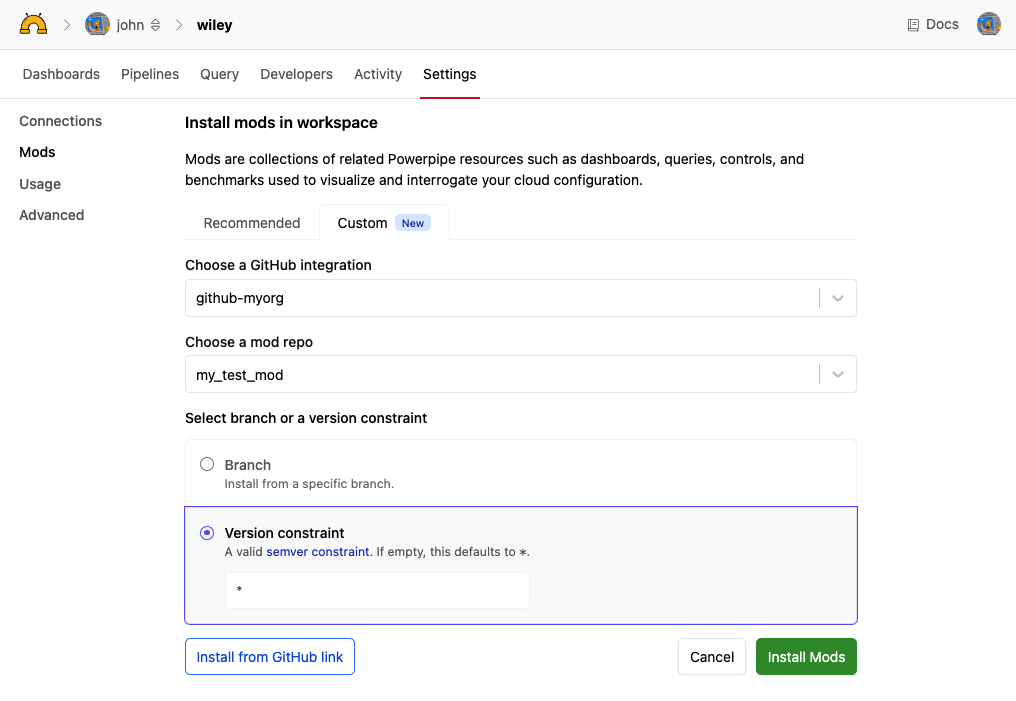 john
wiley
Docs
Dashboards
Pipelines
Query
Developers
Activity
Settings
Connections
Mods
Usage
Advanced
Install mods in workspace
Mods are collections of related Powerpipe resources such as dashboards, queries, controls, and
benchmarks used to visualize and interrogate your cloud configuration.
Recommended
Custom New
Choose a GitHub integration
github-myorg
Choose a mod repo
my_test_mod
Select branch or a version constraint
Branch
Install from a specific branch.
Version constraint
A valid semver constraint. If empty, this defaults to *.
*
Install from GitHub link
Cancel
Install Mods